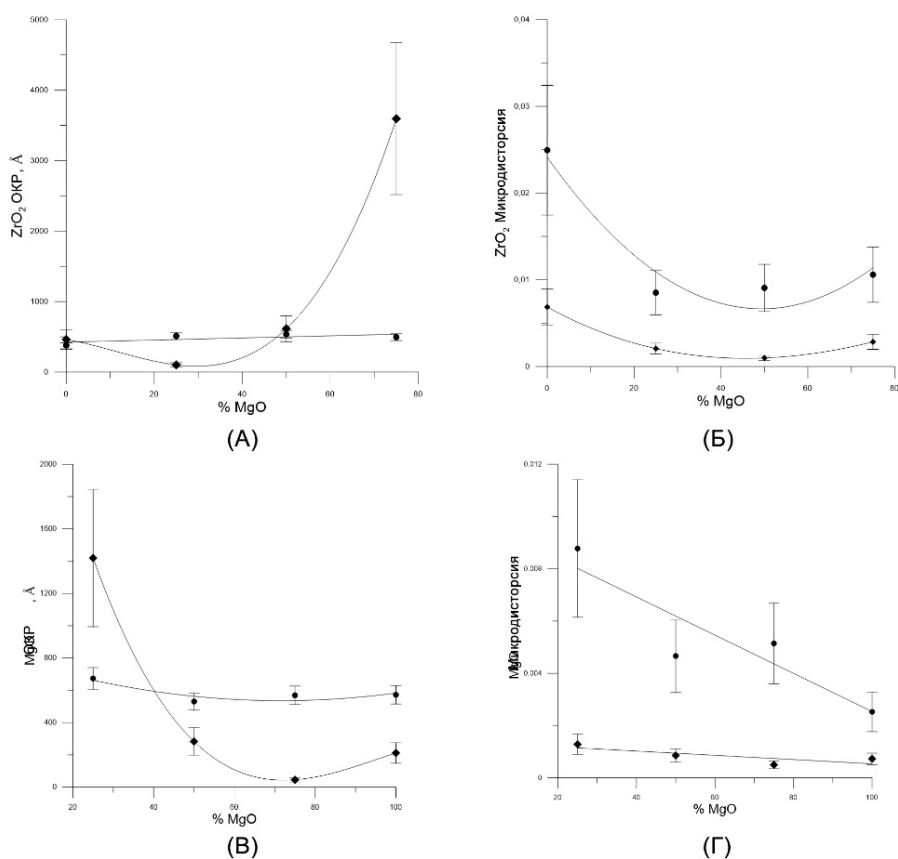 5000
4000
3000
2000
1000
0
0 20 40 60 80
ZrO₂ ОКР, Å
% MgO
(А)
0,04
0,03
0,02
0,01
0
0 20 40 60 80
ZrO₂ Микродисторсия
% MgO
(Б)
2000
1600
1200
800
400
0
20 40 60 80 100
, Å
% MgO
(В)
0,012
0,008
0,004
0
20 40 60 80 100
Микродисторсия
% MgO
(Г)